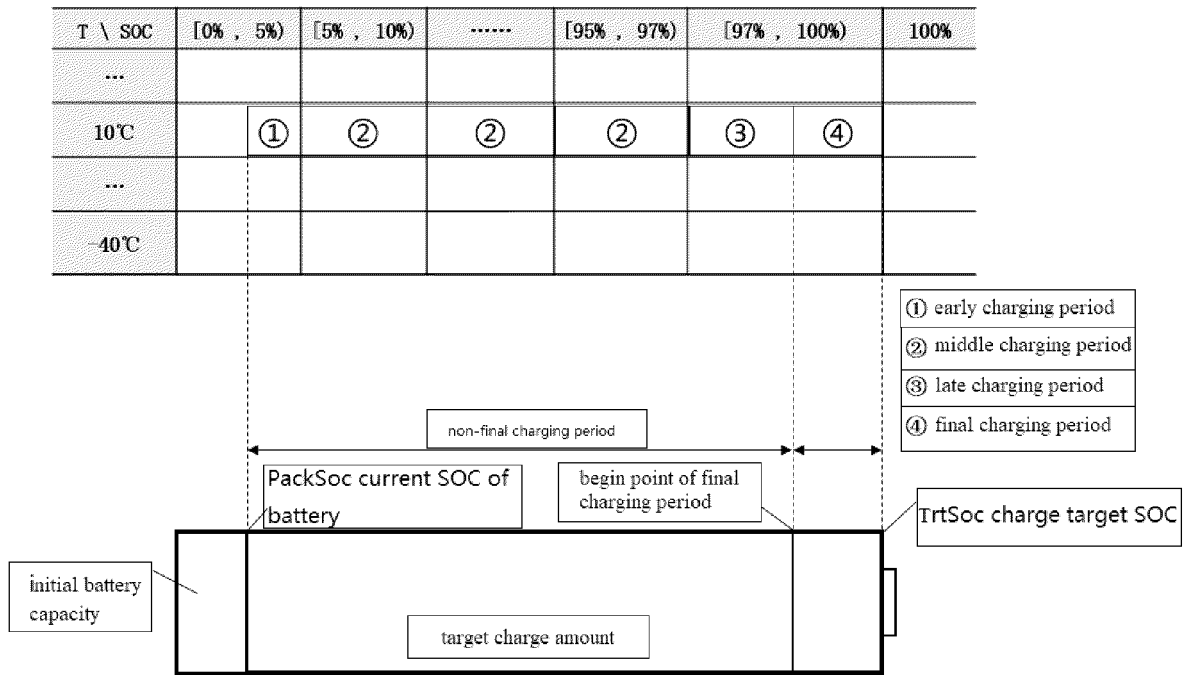 T \ SOC [0% , 5%) [5% , 10%) ...... [95% , 97%) [97% , 100%) 100%
...
10℃ ① ② ② ② ③ ④
...
-40℃
① early charging period
② middle charging period
③ late charging period
④ final charging period
non-final charging period
PackSoc current SOC of
battery
begin point of final
charging period
TrtSoc charge target SOC
initial battery
capacity
target charge amount